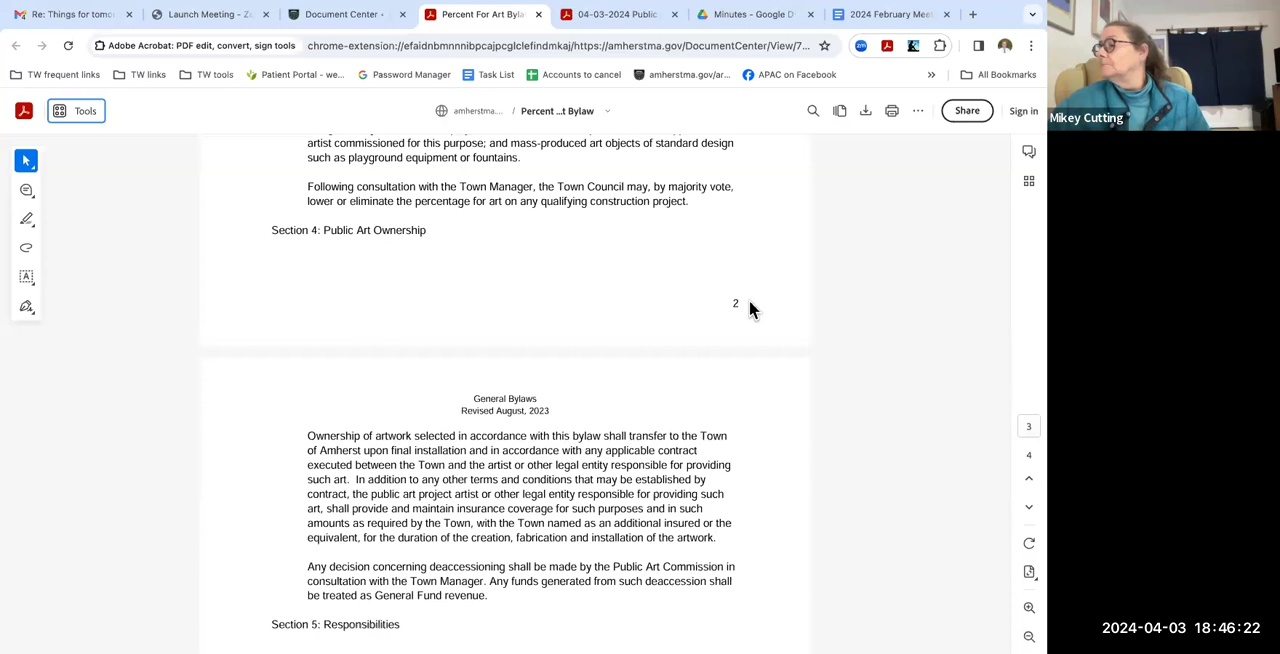 Re: Things for tomo
Launch Meeting - Z
Document Center
Percent For Art Byla
04-03-2024 Public
Minutes - Google D
2024 February Meet
Adobe Acrobat: PDF edit, convert, sign tools
chrome-extension://efaidnbmnnnibpcajpcglclefindmkaj/https://amherstma.gov/DocumentCenter/View/7...
TW frequent links
TW links
TW tools
Patient Portal - we...
Password Manager
Task List
Accounts to cancel
amherstma.gov/ar...
APAC on Facebook
»
All Bookmarks
Tools
amherstma... / Percent ...t Bylaw
Share
Sign in
Mikey Cutting
artist commissioned for this purpose; and mass-produced art objects of standard design
such as playground equipment or fountains.
Following consultation with the Town Manager, the Town Council may, by majority vote,
lower or eliminate the percentage for art on any qualifying construction project.
Section 4: Public Art Ownership
2
General Bylaws
Revised August, 2023
Ownership of artwork selected in accordance with this bylaw shall transfer to the Town
of Amherst upon final installation and in accordance with any applicable contract
executed between the Town and the artist or other legal entity responsible for providing
such art.  In addition to any other terms and conditions that may be established by
contract, the public art project artist or other legal entity responsible for providing such
art, shall provide and maintain insurance coverage for such purposes and in such
amounts as required by the Town, with the Town named as an additional insured or the
equivalent, for the duration of the creation, fabrication and installation of the artwork.
Any decision concerning deaccessioning shall be made by the Public Art Commission in
consultation with the Town Manager. Any funds generated from such deaccession shall
be treated as General Fund revenue.
Section 5: Responsibilities
3
4
2024-04-03 18:46:22